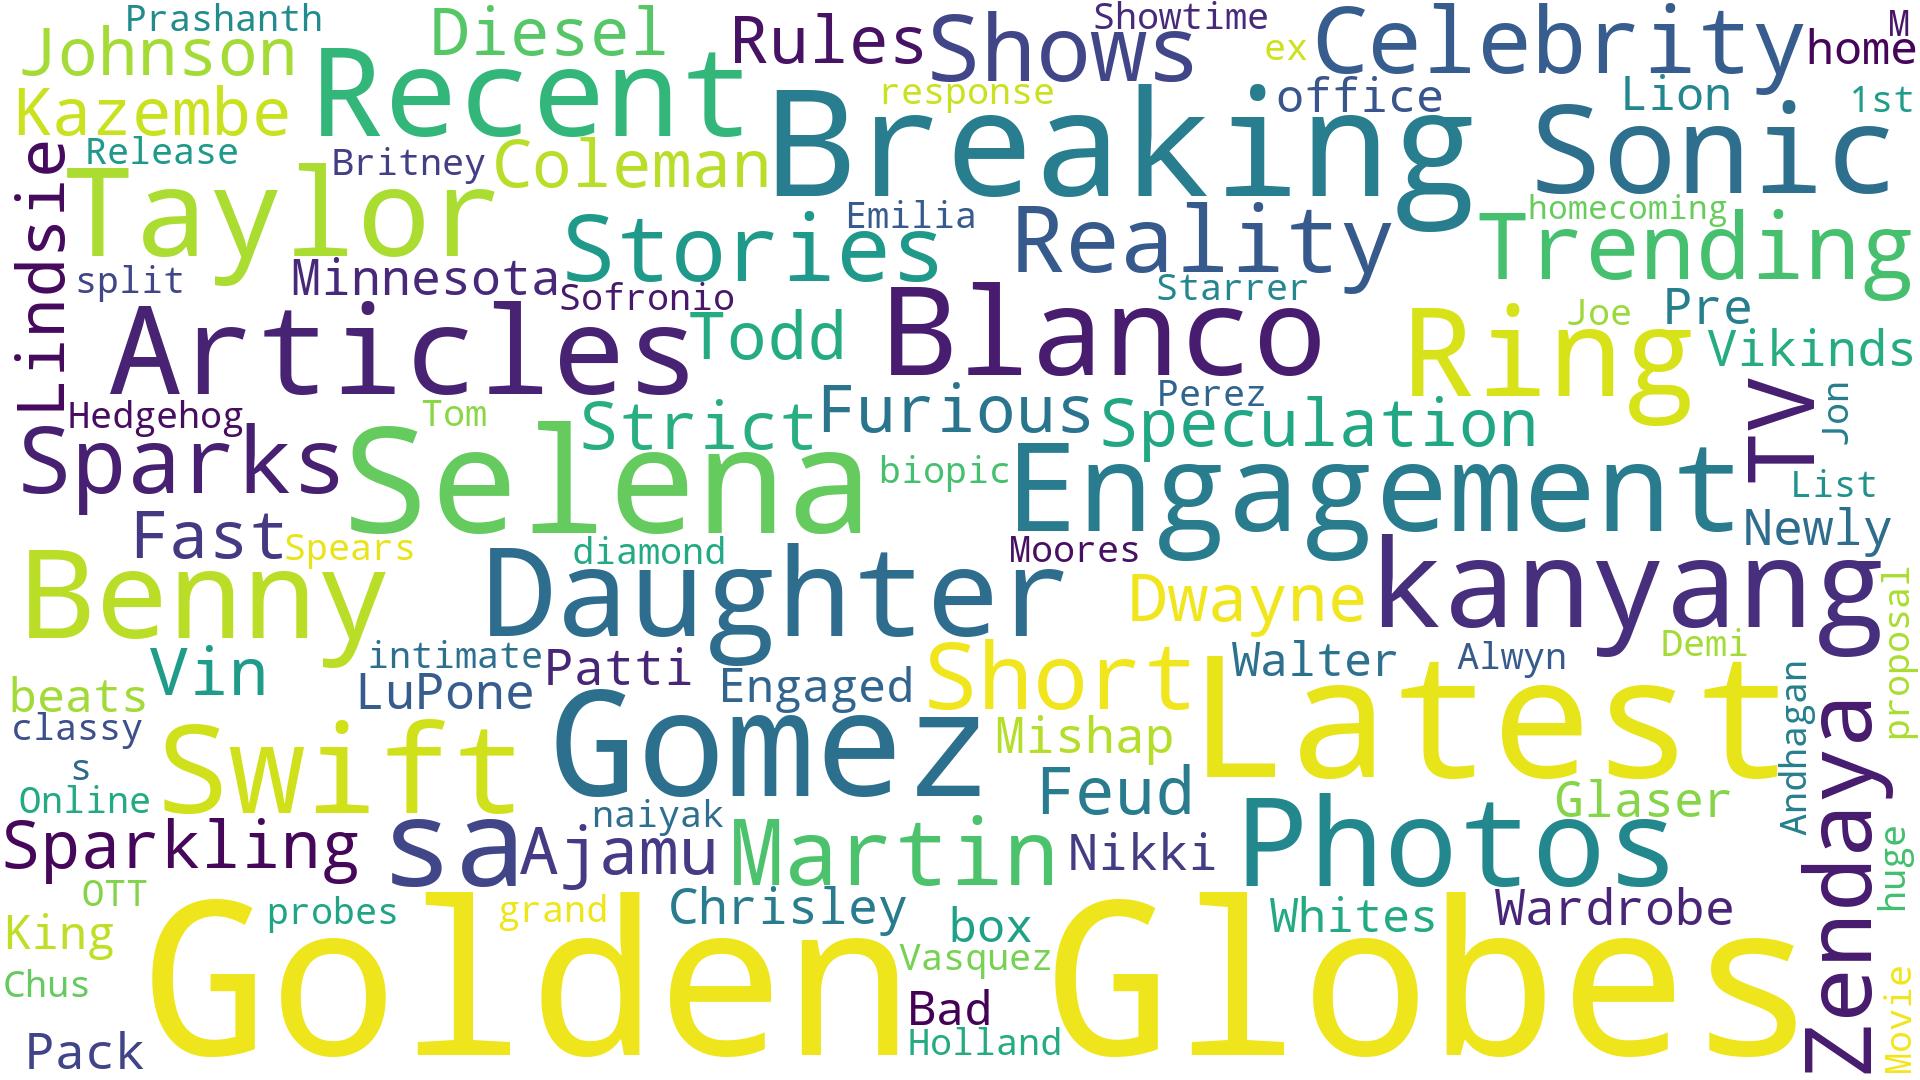 Prashanth
Diesel
Showtime
M
Johnson
Recent
Rules
Shows
ex
Celebrity
home
Kazembe
response
office
Lion
1st
Breaking
Sonic
Release
Britney
Coleman
Lindsie
Taylor
Stories
Emilia
Reality
homecoming
Trending
split
Minnesota
Sofronio
Starrer
Pre
Articles
Todd
Blanco
Ring
Joe
Vikinds
Hedgehog
Tom
Strict
Furious
Perez
Speculation
TV
Jon
Sparks
Selena
biopic
Engagement
List
Fast
Spears
diamond
Moores
Newly
Benny
Daughter
Dwayne
kanyang
proposal
Vin
intimate
Patti
Short
Walter
Alwyn
Demi
beats
LuPone
Engaged
Latest
Andhagan
classy
Swift
Gomez
Mishap
s
Online
naiyak
Feud
Glaser
Zendaya
Sparkling
sa
Ajamu
Martin
Nikki
Photos
g
huge
OTT
King
probes
grand
Chrisley
box
Whites
Wardrobe
Chus
Golden
Vasquez
Globes
Movie
Pack
Bad
Holland